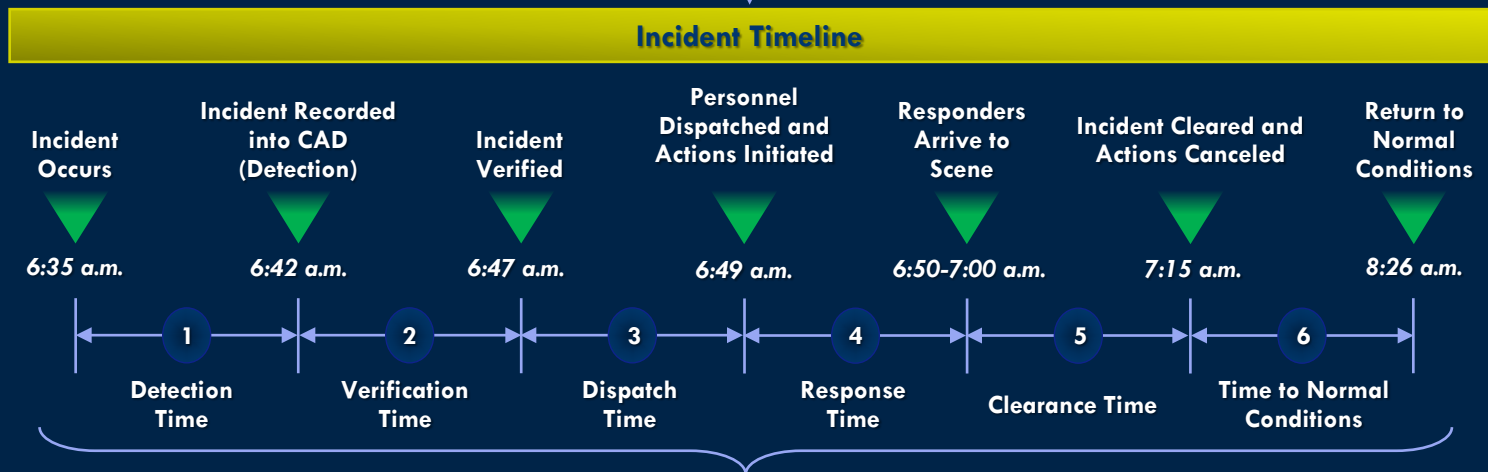 Incident Timeline
Incident
Occurs
Incident Recorded
into CAD
(Detection)
Incident
Verified
Personnel
Dispatched and
Actions Initiated
Responders
Arrive to
Scene
Incident Cleared and
Actions Canceled
Return to
Normal
Conditions
6:35 a.m.
6:42 a.m.
6:47 a.m.
6:49 a.m.
6:50-7:00 a.m.
7:15 a.m.
8:26 a.m.
1
2
3
4
5
6
Detection
Time
Verification
Time
Dispatch
Time
Response
Time
Clearance Time
Time to Normal
Conditions